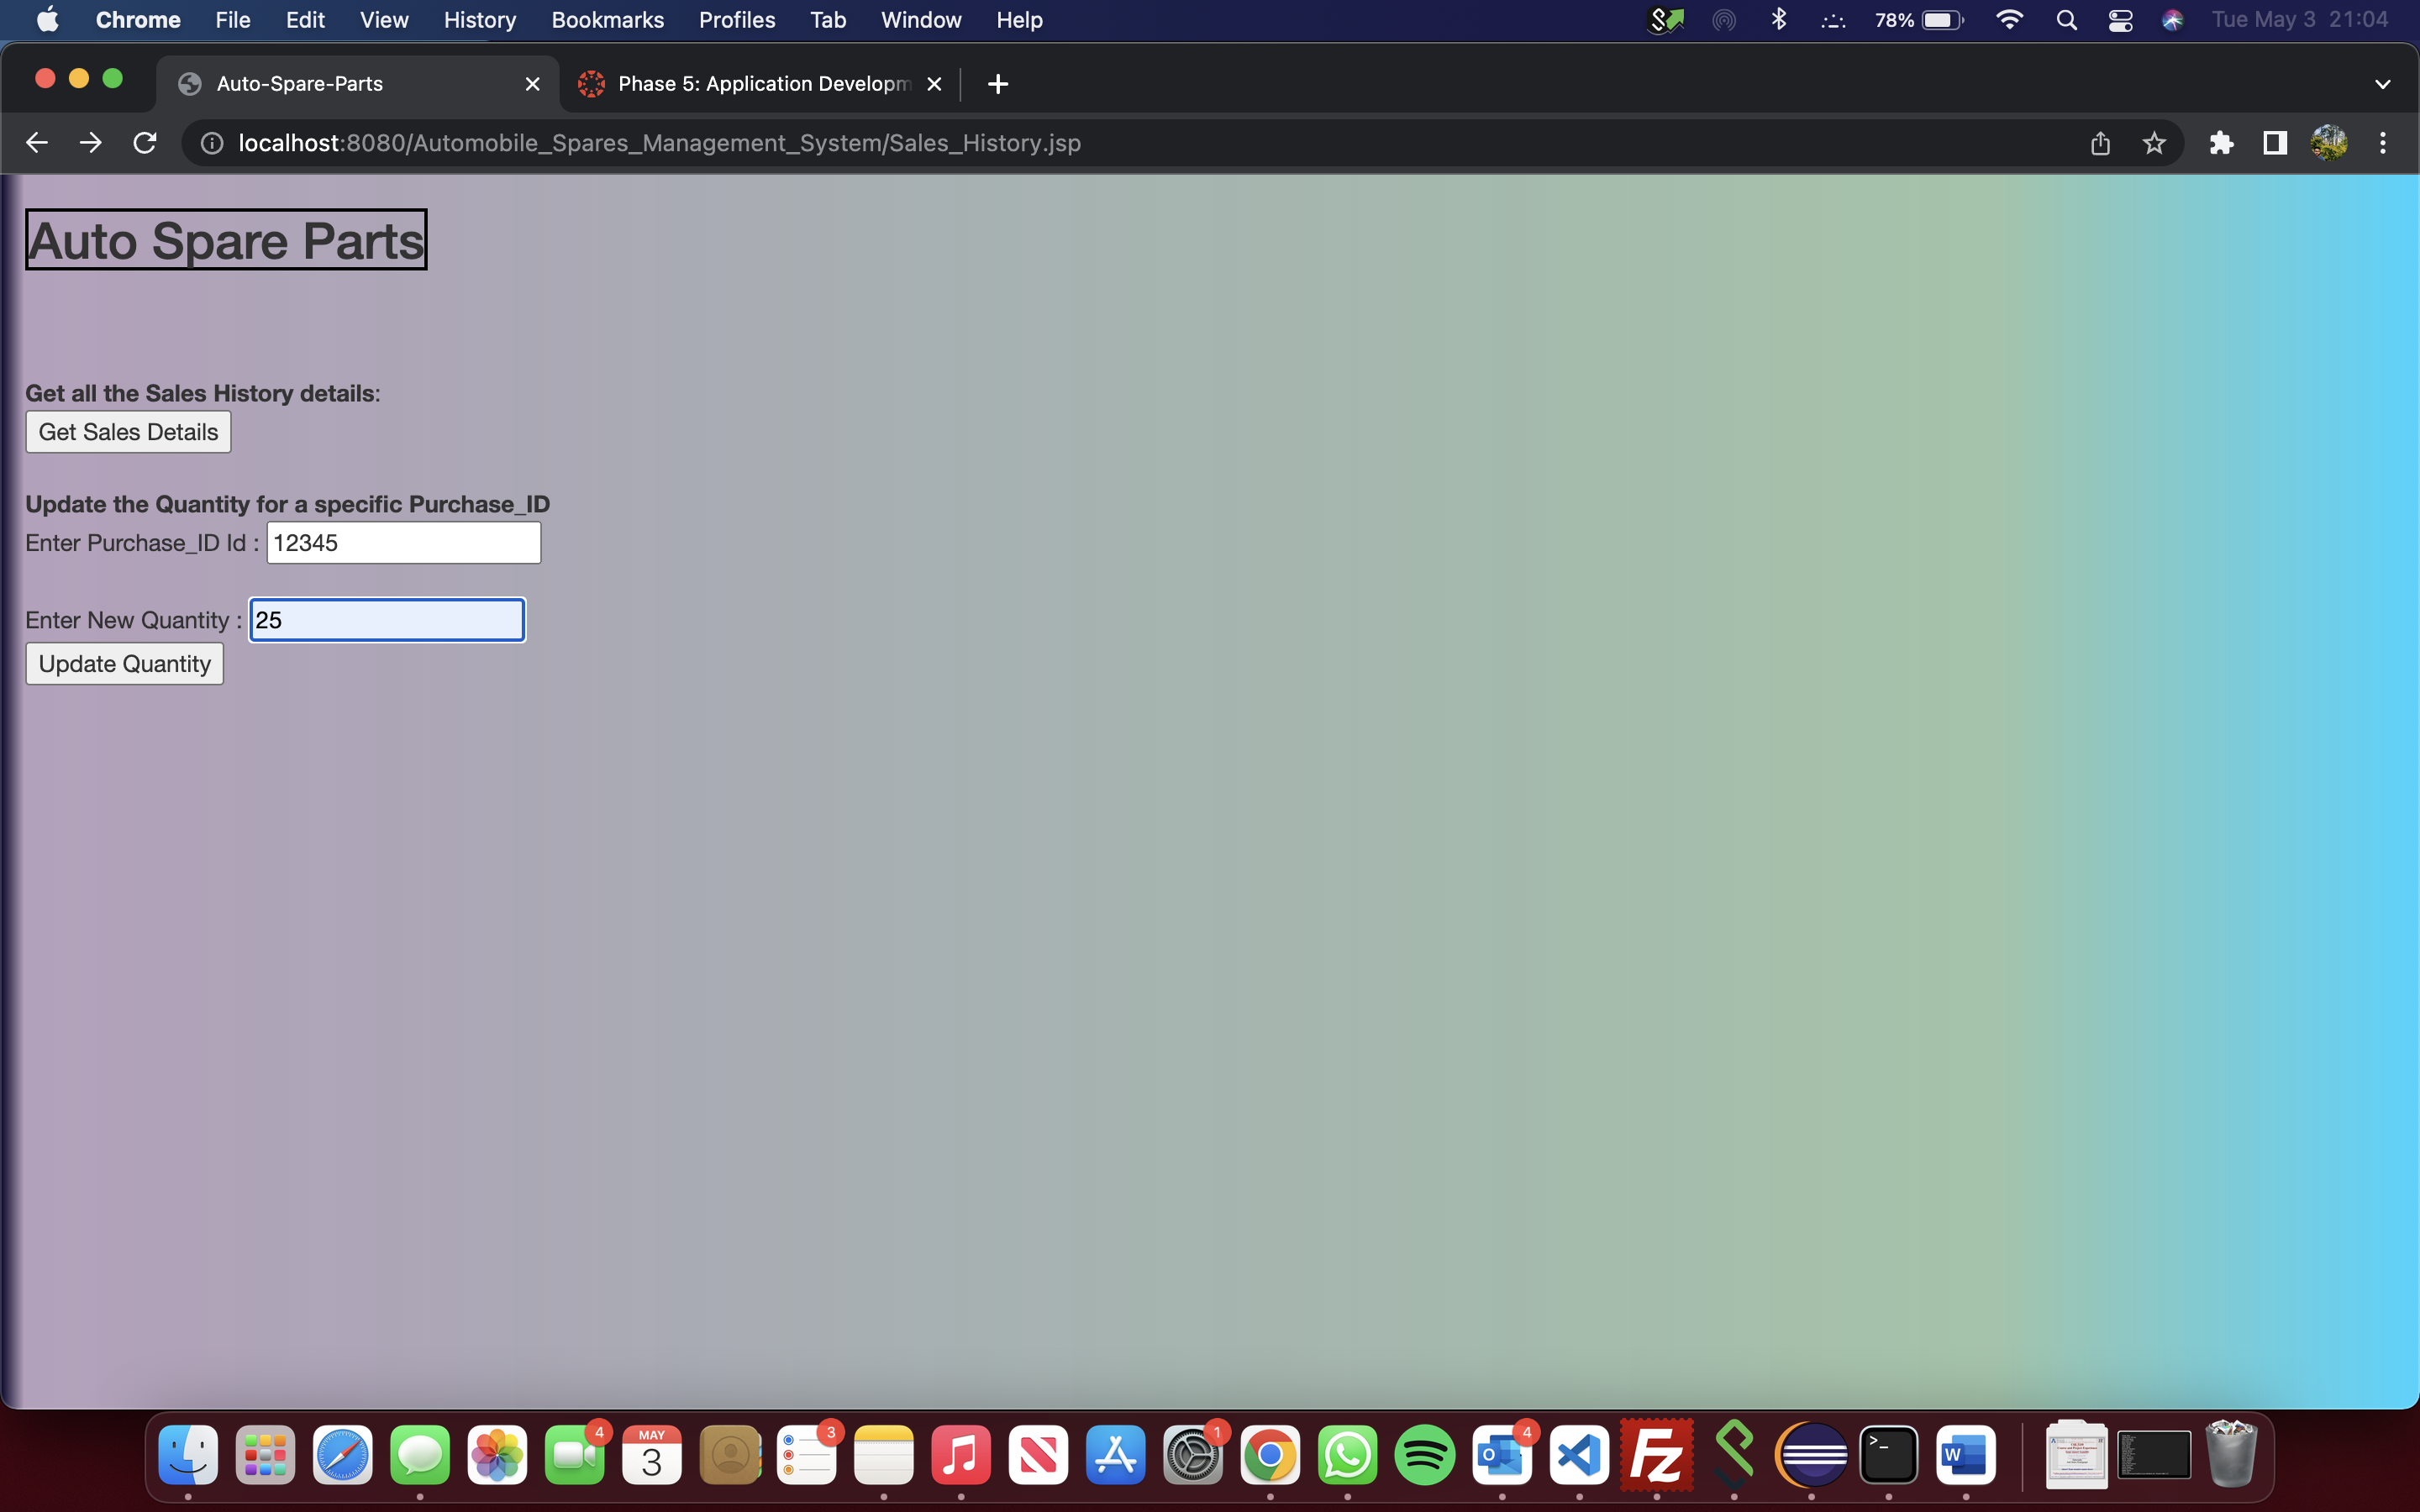 Chrome File Edit View History Bookmarks Profiles Tab Window Help 78% Tue May 3 21:04
Auto-Spare-Parts Phase 5: Application Developm
localhost:8080/Automobile_Spares_Management_System/Sales_History.jsp
Auto Spare Parts
Get all the Sales History details:
Get Sales Details
Update the Quantity for a specific Purchase_ID
Enter Purchase_ID Id : 12345
Enter New Quantity : 25
Update Quantity
4 MAY 3 3 1 4